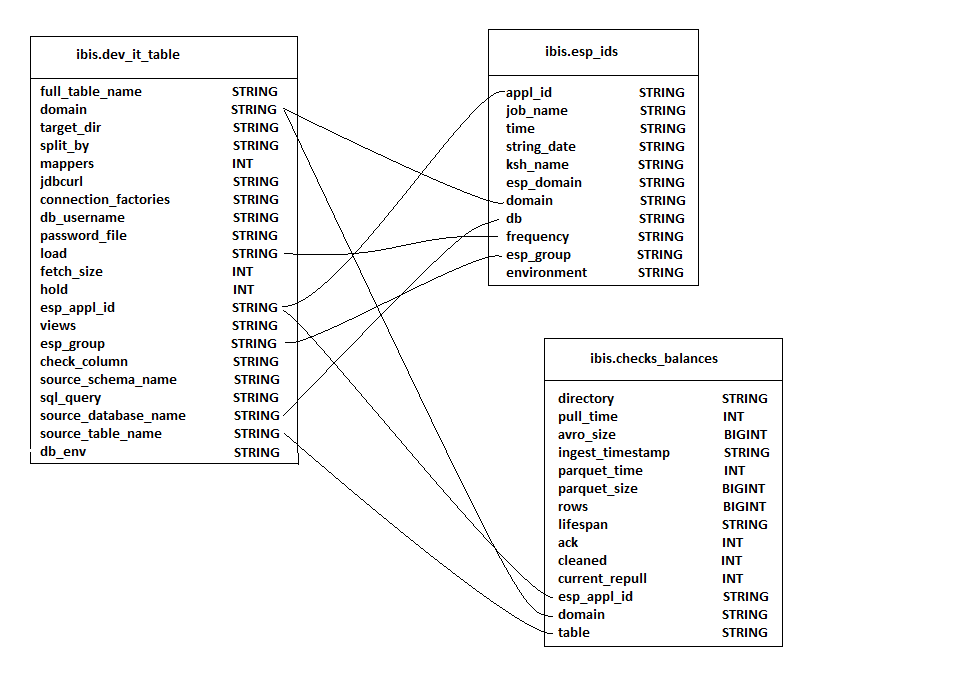 ibis.dev_it_table
full_table_name STRING
domain STRING
target_dir STRING
split_by STRING
mappers INT
jdbcurl STRING
connection_factories STRING
db_username STRING
password_file STRING
load STRING
fetch_size INT
hold INT
esp_appl_id STRING
views STRING
esp_group STRING
check_column STRING
source_schema_name STRING
sql_query STRING
source_database_name STRING
source_table_name STRING
db_env STRING
ibis.esp_ids
appl_id STRING
job_name STRING
time STRING
string_date STRING
ksh_name STRING
esp_domain STRING
domain STRING
db STRING
frequency STRING
esp_group STRING
environment STRING
ibis.checks_balances
directory STRING
pull_time INT
avro_size BIGINT
ingest_timestamp STRING
parquet_time INT
parquet_size BIGINT
rows BIGINT
lifespan STRING
ack INT
cleaned INT
current_repull INT
esp_appl_id STRING
domain STRING
table STRING